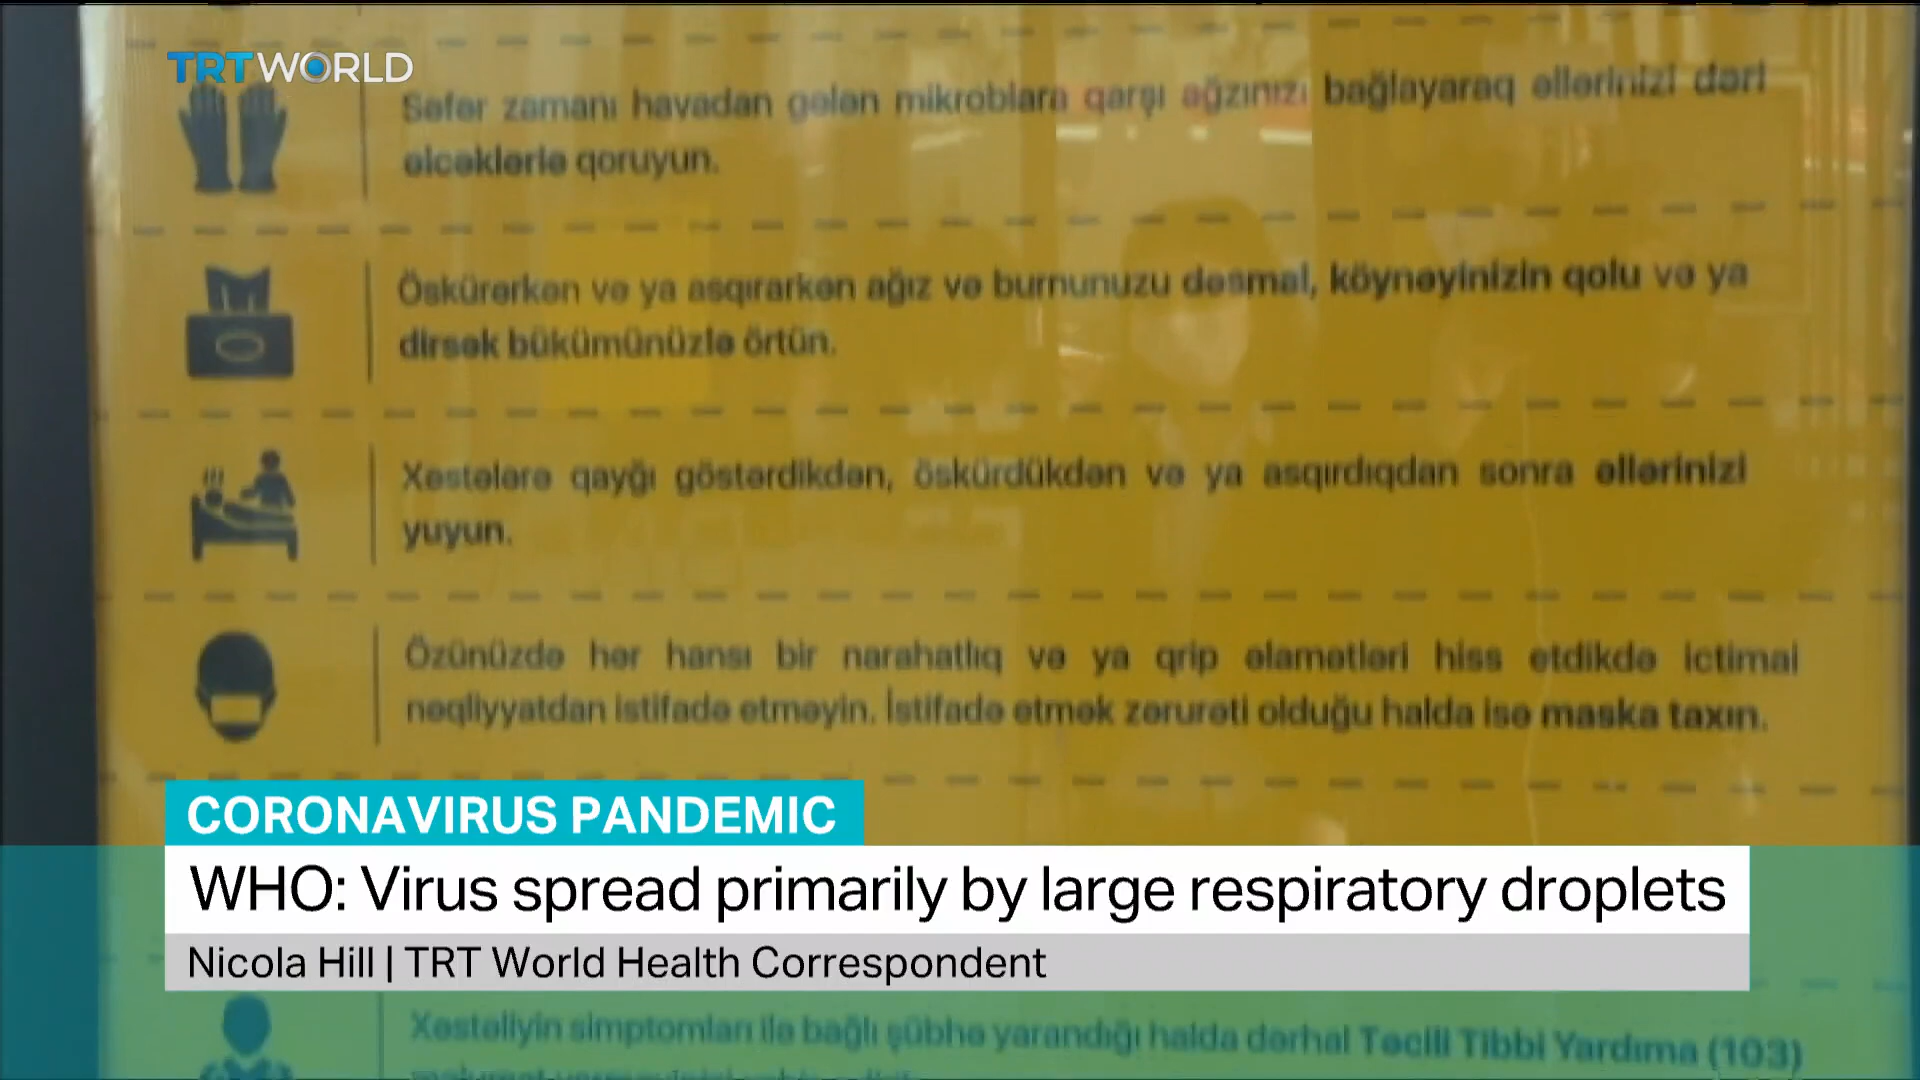 TRT WORLD
Səfər zamanı havadan gələn mikroblara qarşı ağzınızı bağlayaraq əllərinizi dəri
əlcəklərlə qoruyun.
Öskürərkən və ya asqırarkən ağız və burnunuzu dəsmal, köynəyinizin qolu və ya
dirsək bükümünüzlə örtün.
Xəstələrə qayğı göstərdikdən, öskürdükdən və ya asqırdıqdan sonra əllərinizi
yuyun.
Özünüzdə hər hansı bir narahatlıq və ya qrip əlamətləri hiss etdikdə ictimai
nəqliyyatdan istifadə etməyin. İstifadə etmək zərurəti olduğu halda isə maska taxın.
CORONAVIRUS PANDEMIC
WHO: Virus spread primarily by large respiratory droplets
Nicola Hill | TRT World Health Correspondent
Xəstəliyin simptomları ilə bağlı şübhə yarandığı halda dərhal Təcili Tibbi Yardıma (103)